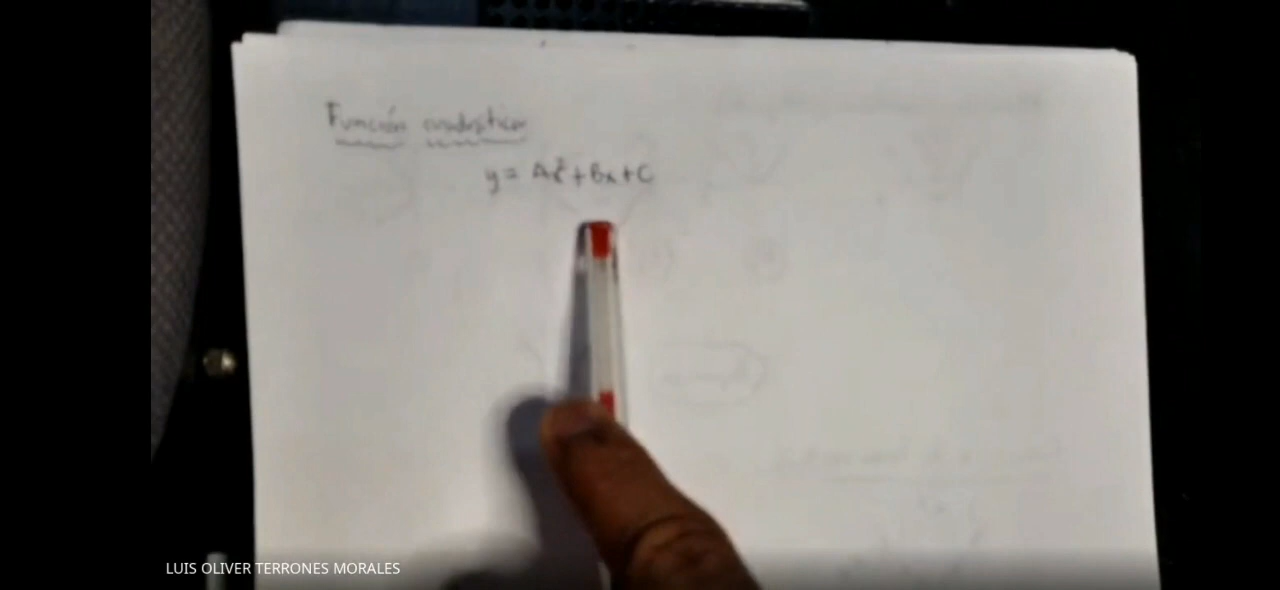 Función cuadrática
y = Ax²+Bx+C
LUIS OLIVER TERRONES MORALES